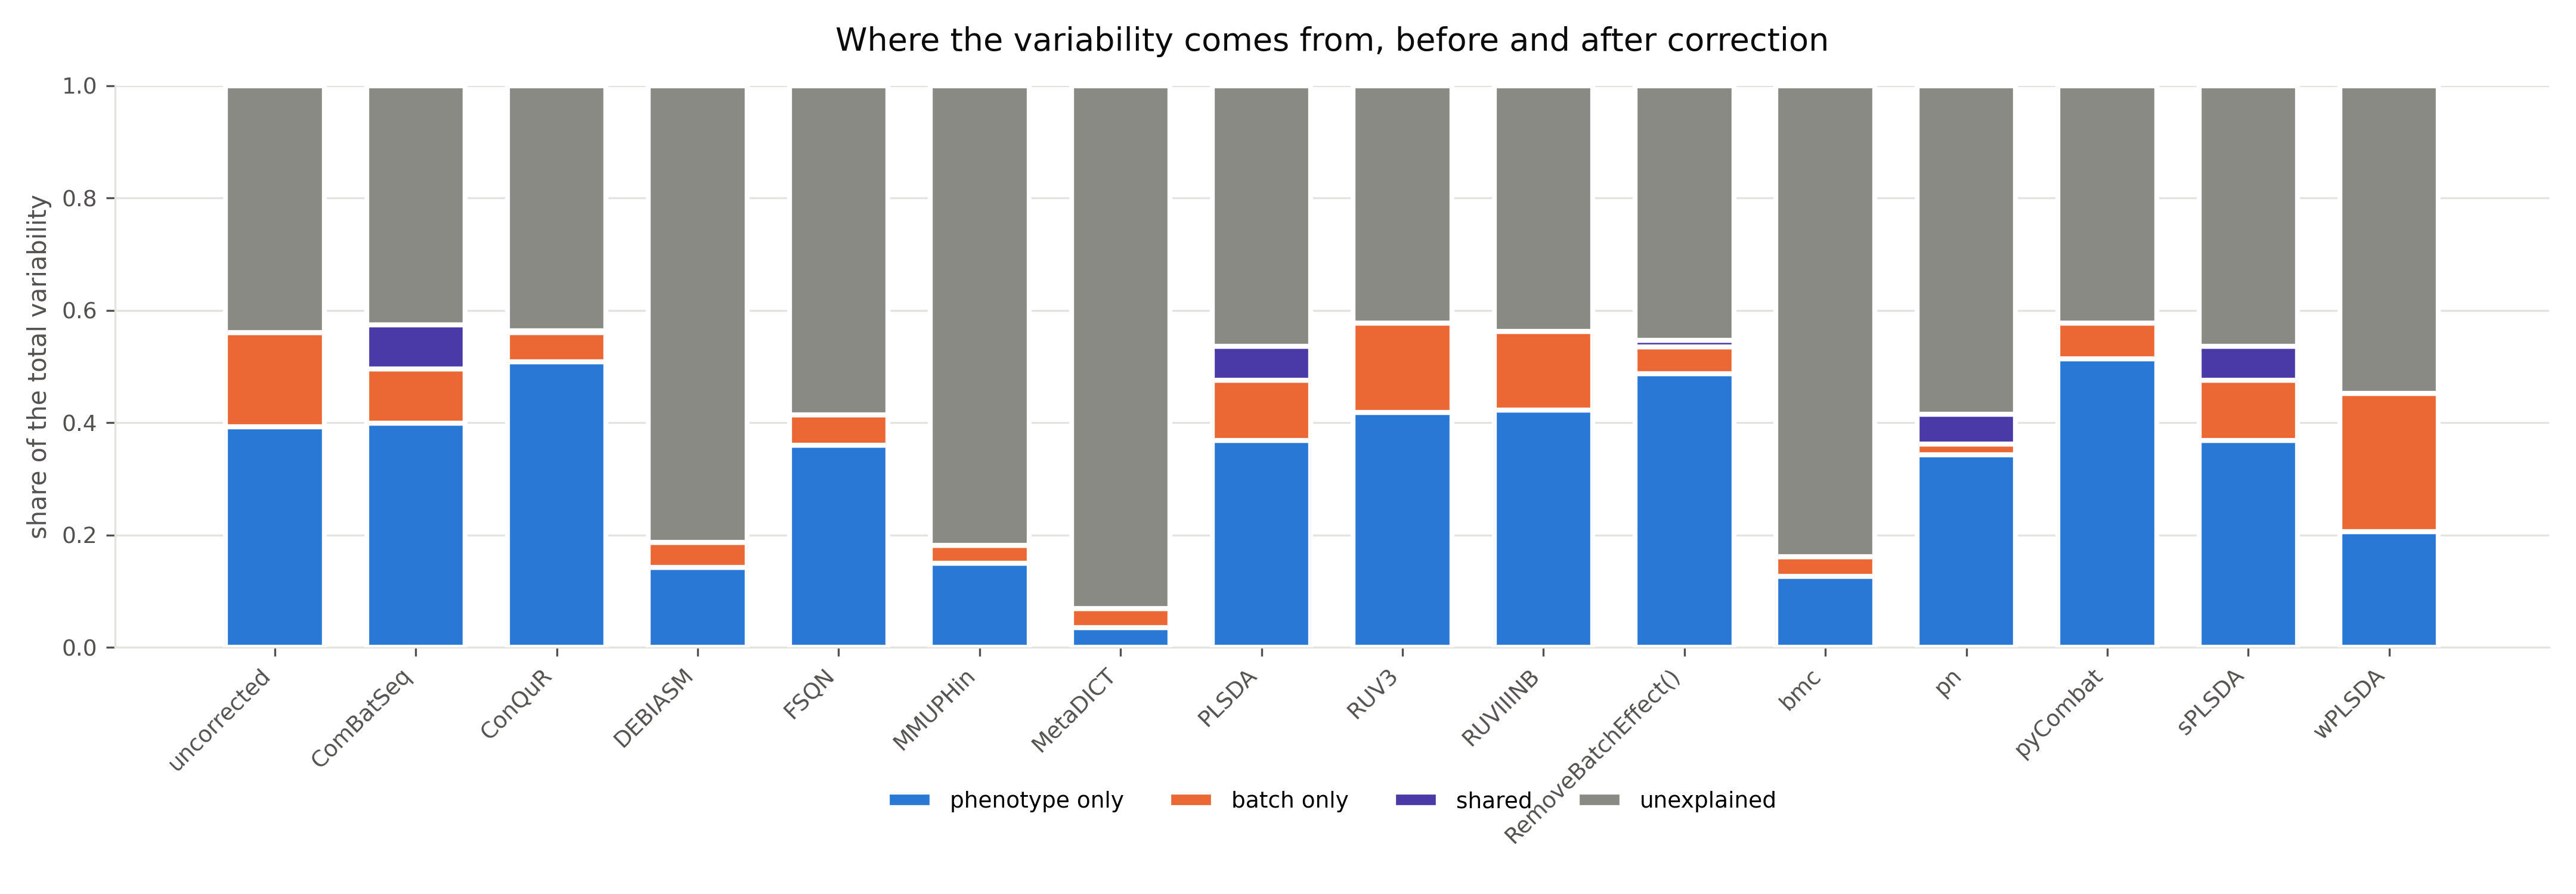 Where the variability comes from, before and after correction
share of the total variability
1.0
0.8
0.6
0.4
0.2
0.0
uncorrected
ComBatSeq
ConQuR
DEBIASM
FSQN
MMUPHin
MetaDICT
PLSDA
RUV3
RUVIIINB
RemoveBatchEffect()
bmc
pn
pyCombat
sPLSDA
wPLSDA
phenotype only
batch only
shared
unexplained